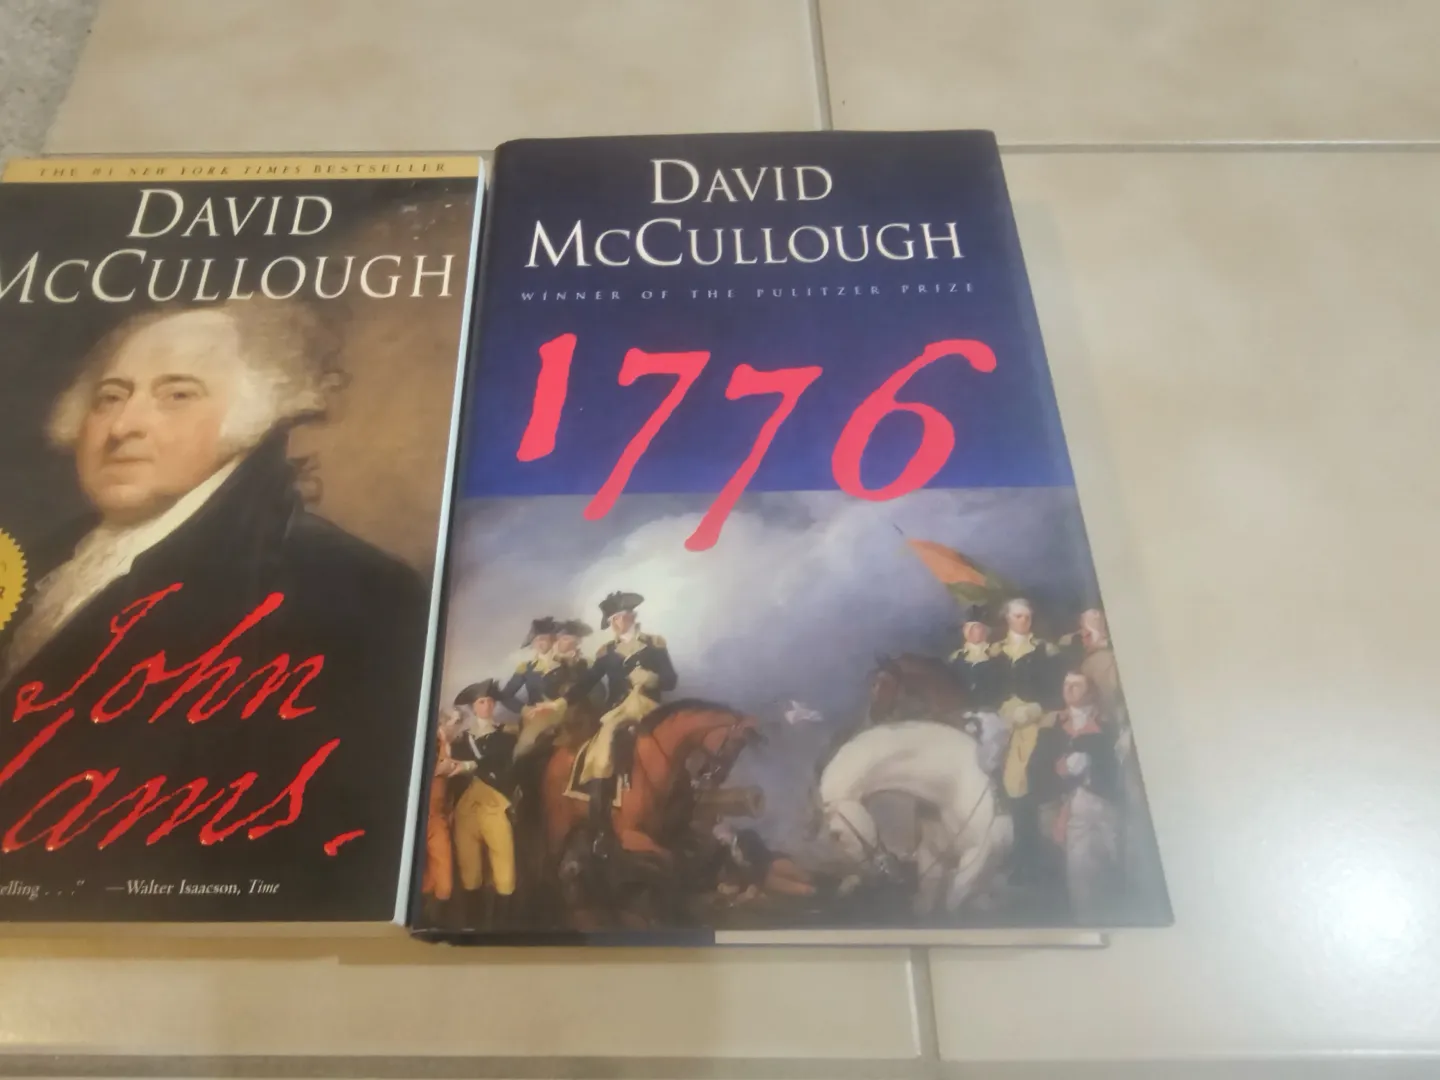 THE #1 NEW YORK TIMES BESTSELLER
DAVID
MCCULLOUGH
John
ams.
elling . . ." —Walter Isaacson, Time
DAVID
MCCULLOUGH
WINNER OF THE PULITZER PRIZE
1776